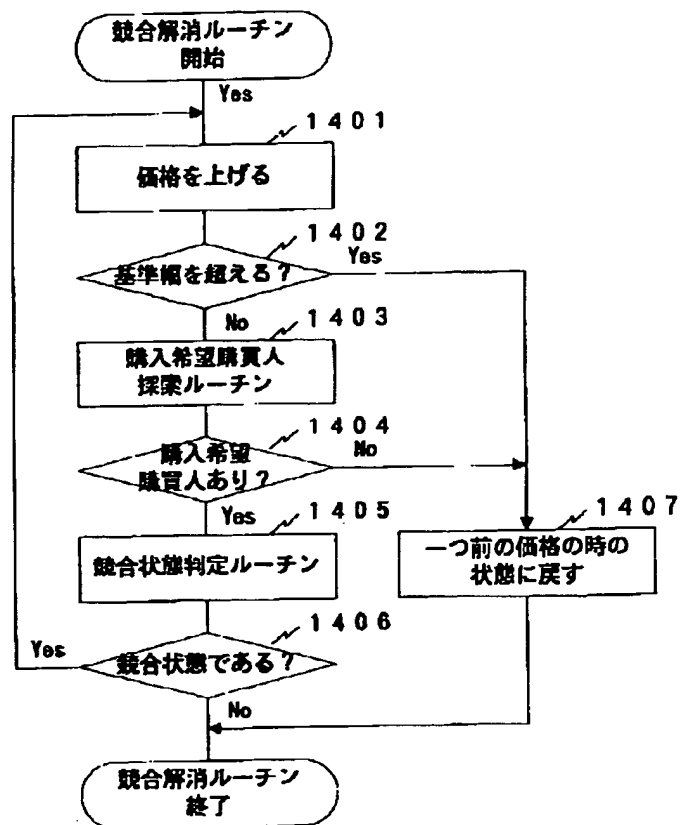 競合解消ルーチン
開始
Yes
1401
価格を上げる
1402
基準幅を超える？
Yes
No
1403
購入希望購買人
探索ルーチン
1404
購入希望
購買人あり？
No
Yes
1405
競合状態判定ルーチン
1407
一つ前の価格の時の
状態に戻す
1406
競合状態である？
Yes
No
競合解消ルーチン
終了